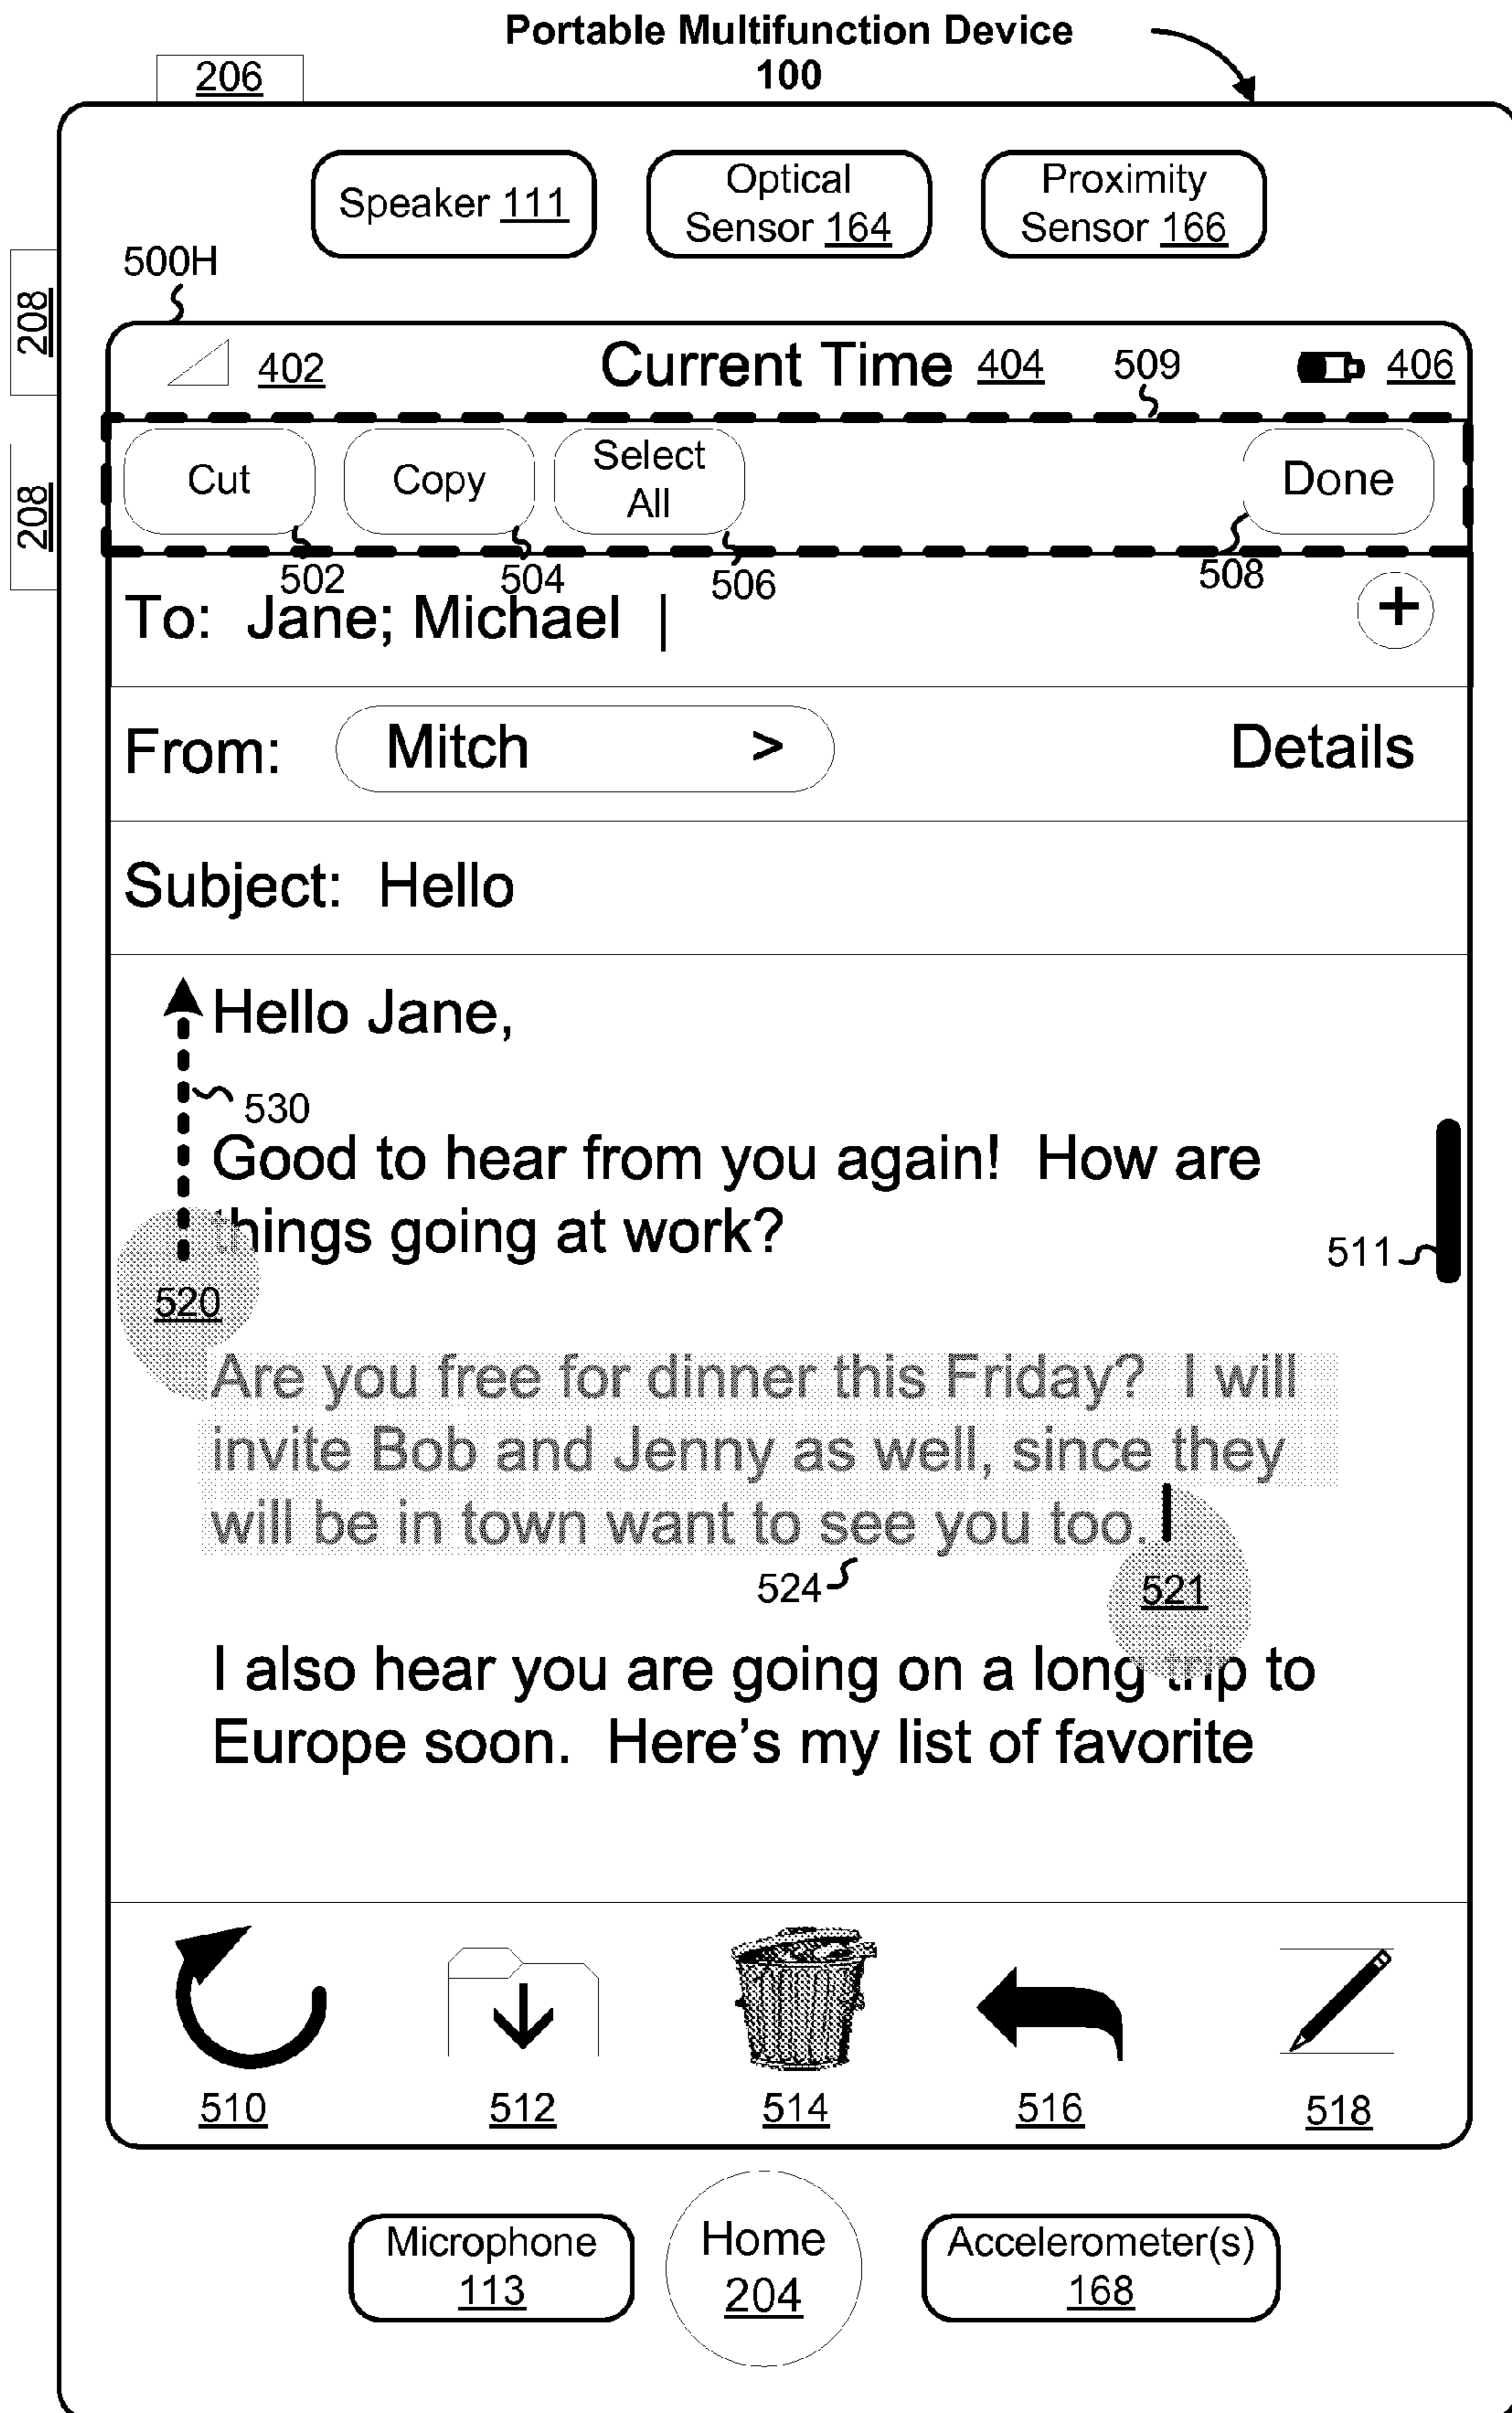 Portable Multifunction Device
100
206
Speaker 111
Optical
Sensor 164
Proximity
Sensor 166
500H
208
208
402
Current Time 404
509
406
Cut
Copy
Select
All
Done
502
504
506
508
To: Jane; Michael |
+
From: Mitch >
Details
Subject: Hello
Hello Jane,
530
Good to hear from you again! How are
things going at work?
511
520
Are you free for dinner this Friday? I will
invite Bob and Jenny as well, since they
will be in town want to see you too.
524
521
I also hear you are going on a long trip to
Europe soon. Here's my list of favorite
510
512
514
516
518
Microphone
113
Home
204
Accelerometer(s)
168